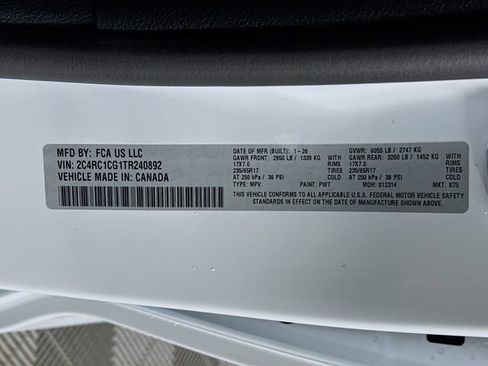 MFD BY: FCA US LLC
VIN: 2C4RC1CG1TR240892
VEHICLE MADE IN: CANADA
DATE OF MFR (BUILT): 1-26 GVWR: 6055 LB / 2747 KG
GAWR FRONT: 2950 LB / 1339 KG WITH GAWR REAR: 3200 LB / 1452 KG WITH
17X7.0 RIMS 17X7.0 RIMS
235/65R17 TIRES 235/65R17 TIRES
AT 250 kPa / 36 PSI COLD AT 250 kPa / 36 PSI COLD
TYPE: MPV PAINT: PW7 MDH: 012314 MKT: 875
THIS VEHICLE CONFORMS TO ALL APPLICABLE U.S.A. FEDERAL MOTOR VEHICLE SAFETY
STANDARDS IN EFFECT ON THE DATE OF MANUFACTURE SHOWN ABOVE.